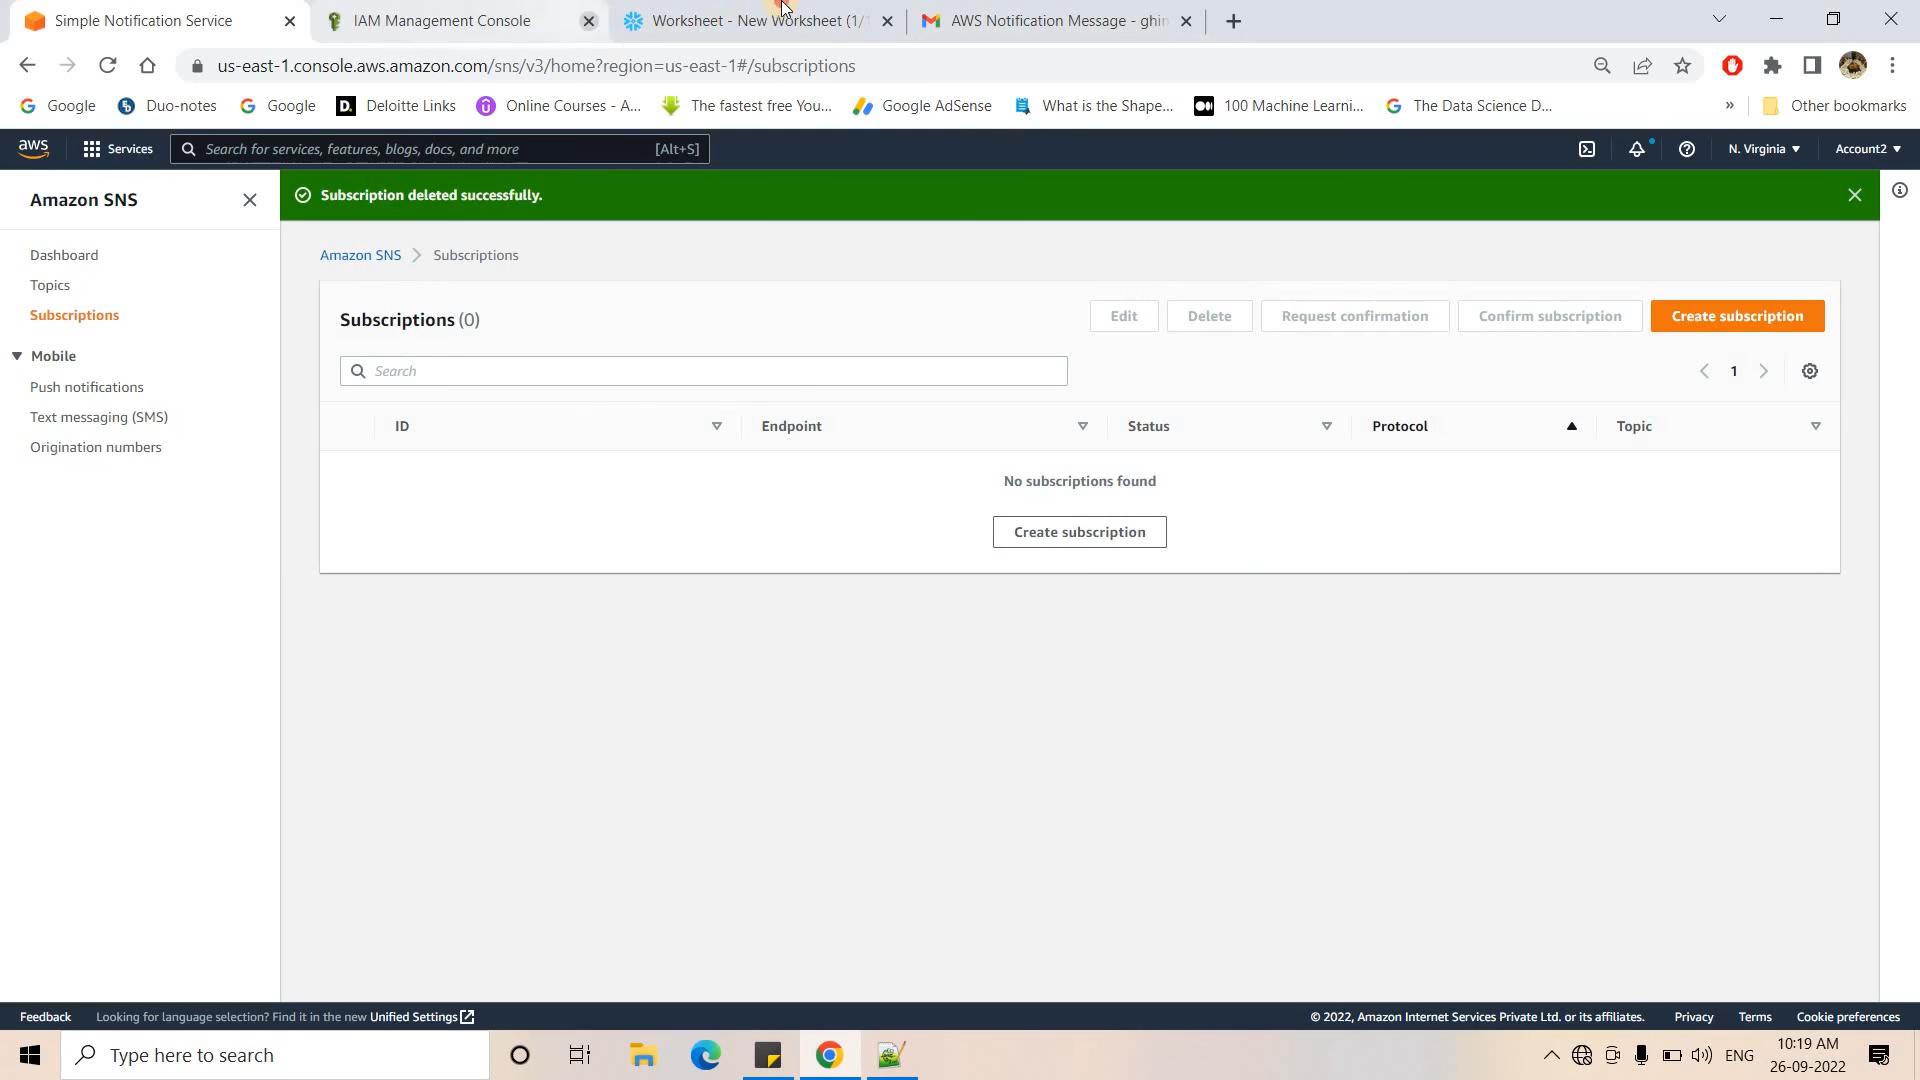 Simple Notification Service
IAM Management Console
Worksheet - New Worksheet (1/1
AWS Notification Message - ghin
us-east-1.console.aws.amazon.com/sns/v3/home?region=us-east-1#/subscriptions
Google
Duo-notes
Google
D. Deloitte Links
Online Courses - A...
The fastest free You...
Google AdSense
What is the Shape...
100 Machine Learni...
The Data Science D...
»
Other bookmarks
aws
Services
Search for services, features, blogs, docs, and more [Alt+S]
N. Virginia
Account2
Amazon SNS
Dashboard
Topics
Subscriptions
Mobile
Push notifications
Text messaging (SMS)
Origination numbers
Subscription deleted successfully.
Amazon SNS
Subscriptions
Subscriptions (0)
Edit
Delete
Request confirmation
Confirm subscription
Create subscription
Search
1
ID
Endpoint
Status
Protocol
Topic
No subscriptions found
Create subscription
Feedback
Looking for language selection? Find it in the new Unified Settings
© 2022, Amazon Internet Services Private Ltd. or its affiliates.
Privacy
Terms
Cookie preferences
Type here to search
ENG
10:19 AM
26-09-2022